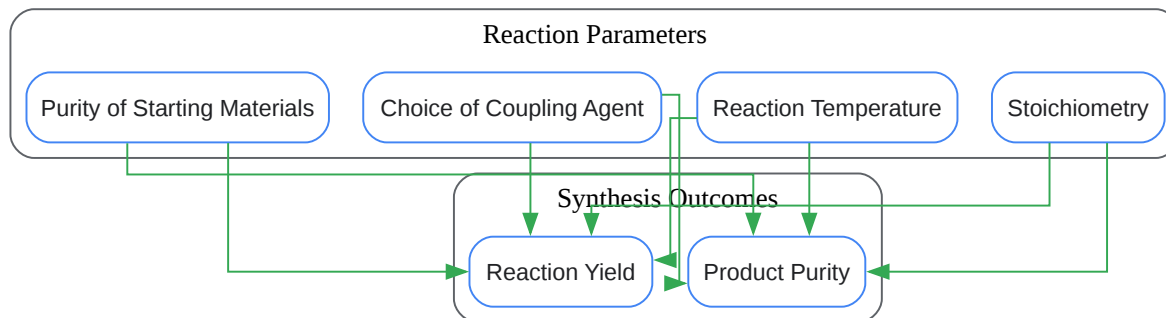 Reaction Parameters
Purity of Starting Materials
Choice of Coupling Agent
Reaction Temperature
Stoichiometry
Synthesis Outcomes
Reaction Yield
Product Purity